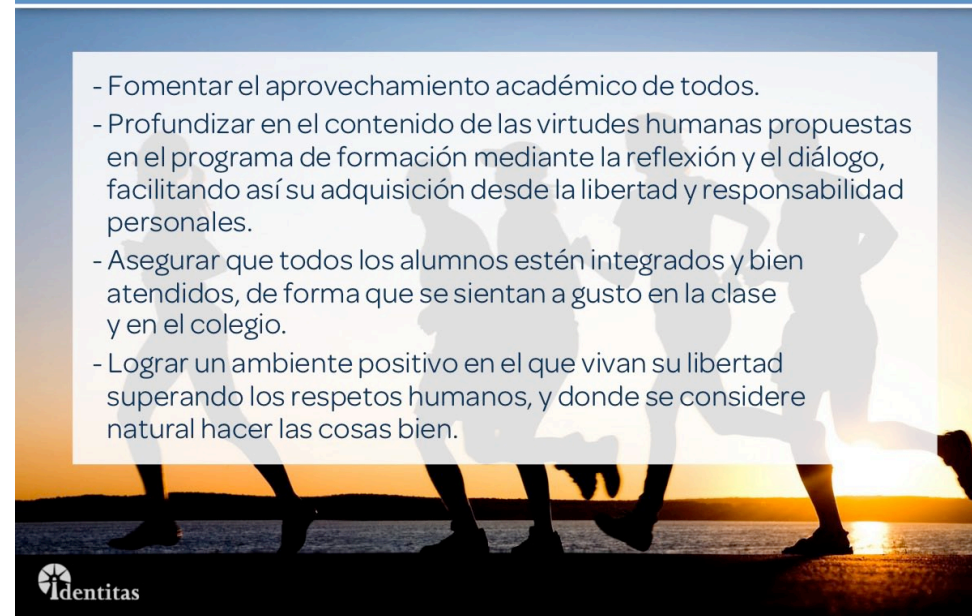 - Fomentar el aprovechamiento académico de todos.
- Profundizar en el contenido de las virtudes humanas propuestas
en el programa de formación mediante la reflexión y el diálogo,
facilitando así su adquisición desde la libertad y responsabilidad
personales.
- Asegurar que todos los alumnos estén integrados y bien
atendidos, de forma que se sientan a gusto en la clase
y en el colegio.
- Lograr un ambiente positivo en el que vivan su libertad
superando los respetos humanos, y donde se considere
natural hacer las cosas bien.
identitas